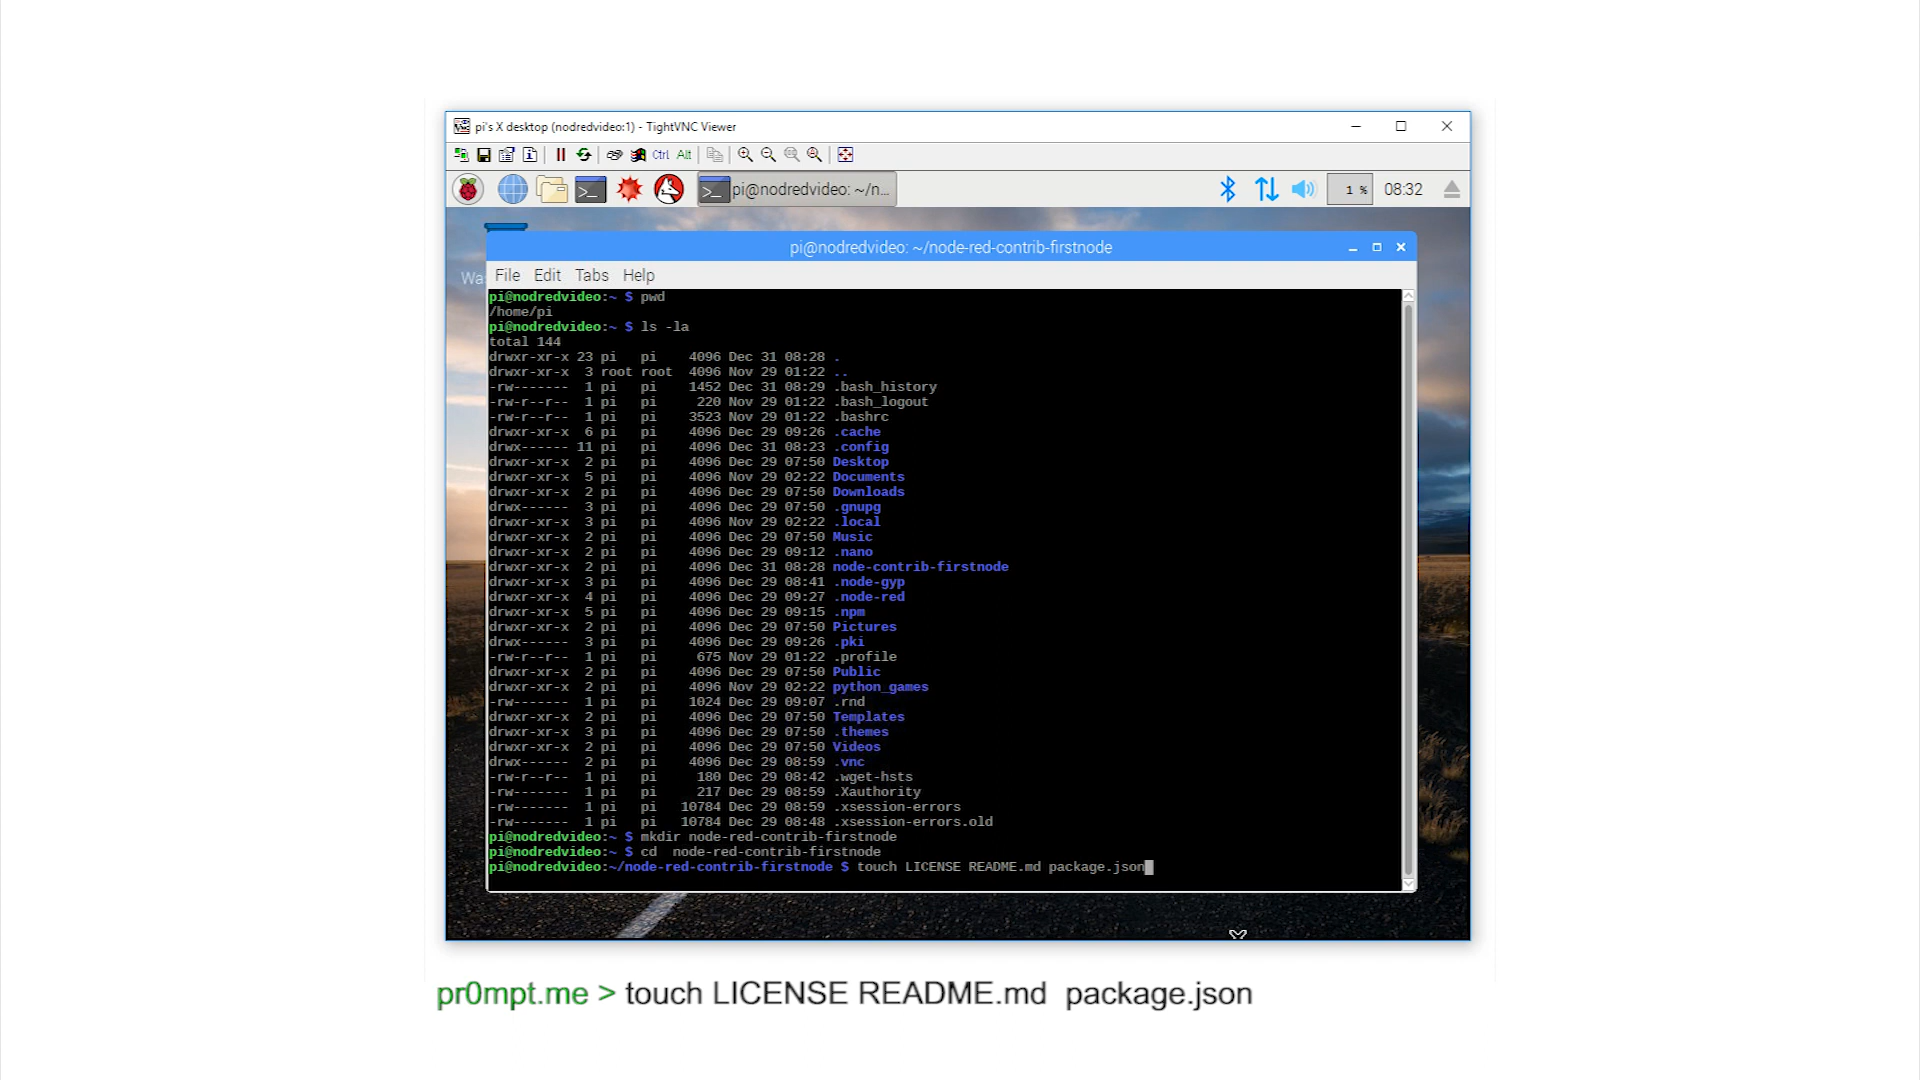 pi's X desktop (nodredvideo:1) - TightVNC Viewer
Ctrl Alt
pi@nodredvideo: ~/n... 1 % 08:32
pi@nodredvideo: ~/node-red-contrib-firstnode
Wa
File Edit Tabs Help
pi@nodredvideo:~ $ pwd
/home/pi
pi@nodredvideo:~ $ ls -la
total 144
drwxr-xr-x 23 pi   pi    4096 Dec 31 08:28 .
drwxr-xr-x  3 root root  4096 Nov 29 01:22 ..
-rw-------  1 pi   pi    1452 Dec 31 08:29 .bash_history
-rw-r--r--  1 pi   pi     220 Nov 29 01:22 .bash_logout
-rw-r--r--  1 pi   pi    3523 Nov 29 01:22 .bashrc
drwxr-xr-x  6 pi   pi    4096 Dec 29 09:26 .cache
drwx------ 11 pi   pi    4096 Dec 31 08:23 .config
drwxr-xr-x  2 pi   pi    4096 Dec 29 07:50 Desktop
drwxr-xr-x  5 pi   pi    4096 Nov 29 02:22 Documents
drwxr-xr-x  2 pi   pi    4096 Dec 29 07:50 Downloads
drwx------  3 pi   pi    4096 Dec 29 07:50 .gnupg
drwxr-xr-x  3 pi   pi    4096 Nov 29 02:22 .local
drwxr-xr-x  2 pi   pi    4096 Dec 29 07:50 Music
drwxr-xr-x  2 pi   pi    4096 Dec 29 09:12 .nano
drwxr-xr-x  2 pi   pi    4096 Dec 31 08:28 node-contrib-firstnode
drwxr-xr-x  3 pi   pi    4096 Dec 29 08:41 .node-gyp
drwxr-xr-x  4 pi   pi    4096 Dec 29 09:27 .node-red
drwxr-xr-x  5 pi   pi    4096 Dec 29 09:15 .npm
drwxr-xr-x  2 pi   pi    4096 Dec 29 07:50 Pictures
drwx------  3 pi   pi    4096 Dec 29 09:26 .pki
-rw-r--r--  1 pi   pi     675 Nov 29 01:22 .profile
drwxr-xr-x  2 pi   pi    4096 Dec 29 07:50 Public
drwxr-xr-x  2 pi   pi    4096 Nov 29 02:22 python_games
-rw-------  1 pi   pi    1024 Dec 29 09:07 .rnd
drwxr-xr-x  2 pi   pi    4096 Dec 29 07:50 Templates
drwxr-xr-x  3 pi   pi    4096 Dec 29 07:50 .themes
drwxr-xr-x  2 pi   pi    4096 Dec 29 07:50 Videos
drwx------  2 pi   pi    4096 Dec 29 08:59 .vnc
-rw-r--r--  1 pi   pi     180 Dec 29 08:42 .wget-hsts
-rw-------  1 pi   pi     217 Dec 29 08:59 .Xauthority
-rw-------  1 pi   pi   10784 Dec 29 08:59 .xsession-errors
-rw-------  1 pi   pi   10784 Dec 29 08:48 .xsession-errors.old
pi@nodredvideo:~ $ mkdir node-red-contrib-firstnode
pi@nodredvideo:~ $ cd  node-red-contrib-firstnode
pi@nodredvideo:~/node-red-contrib-firstnode $ touch LICENSE README.md package.json
pr0mpt.me > touch LICENSE README.md  package.json